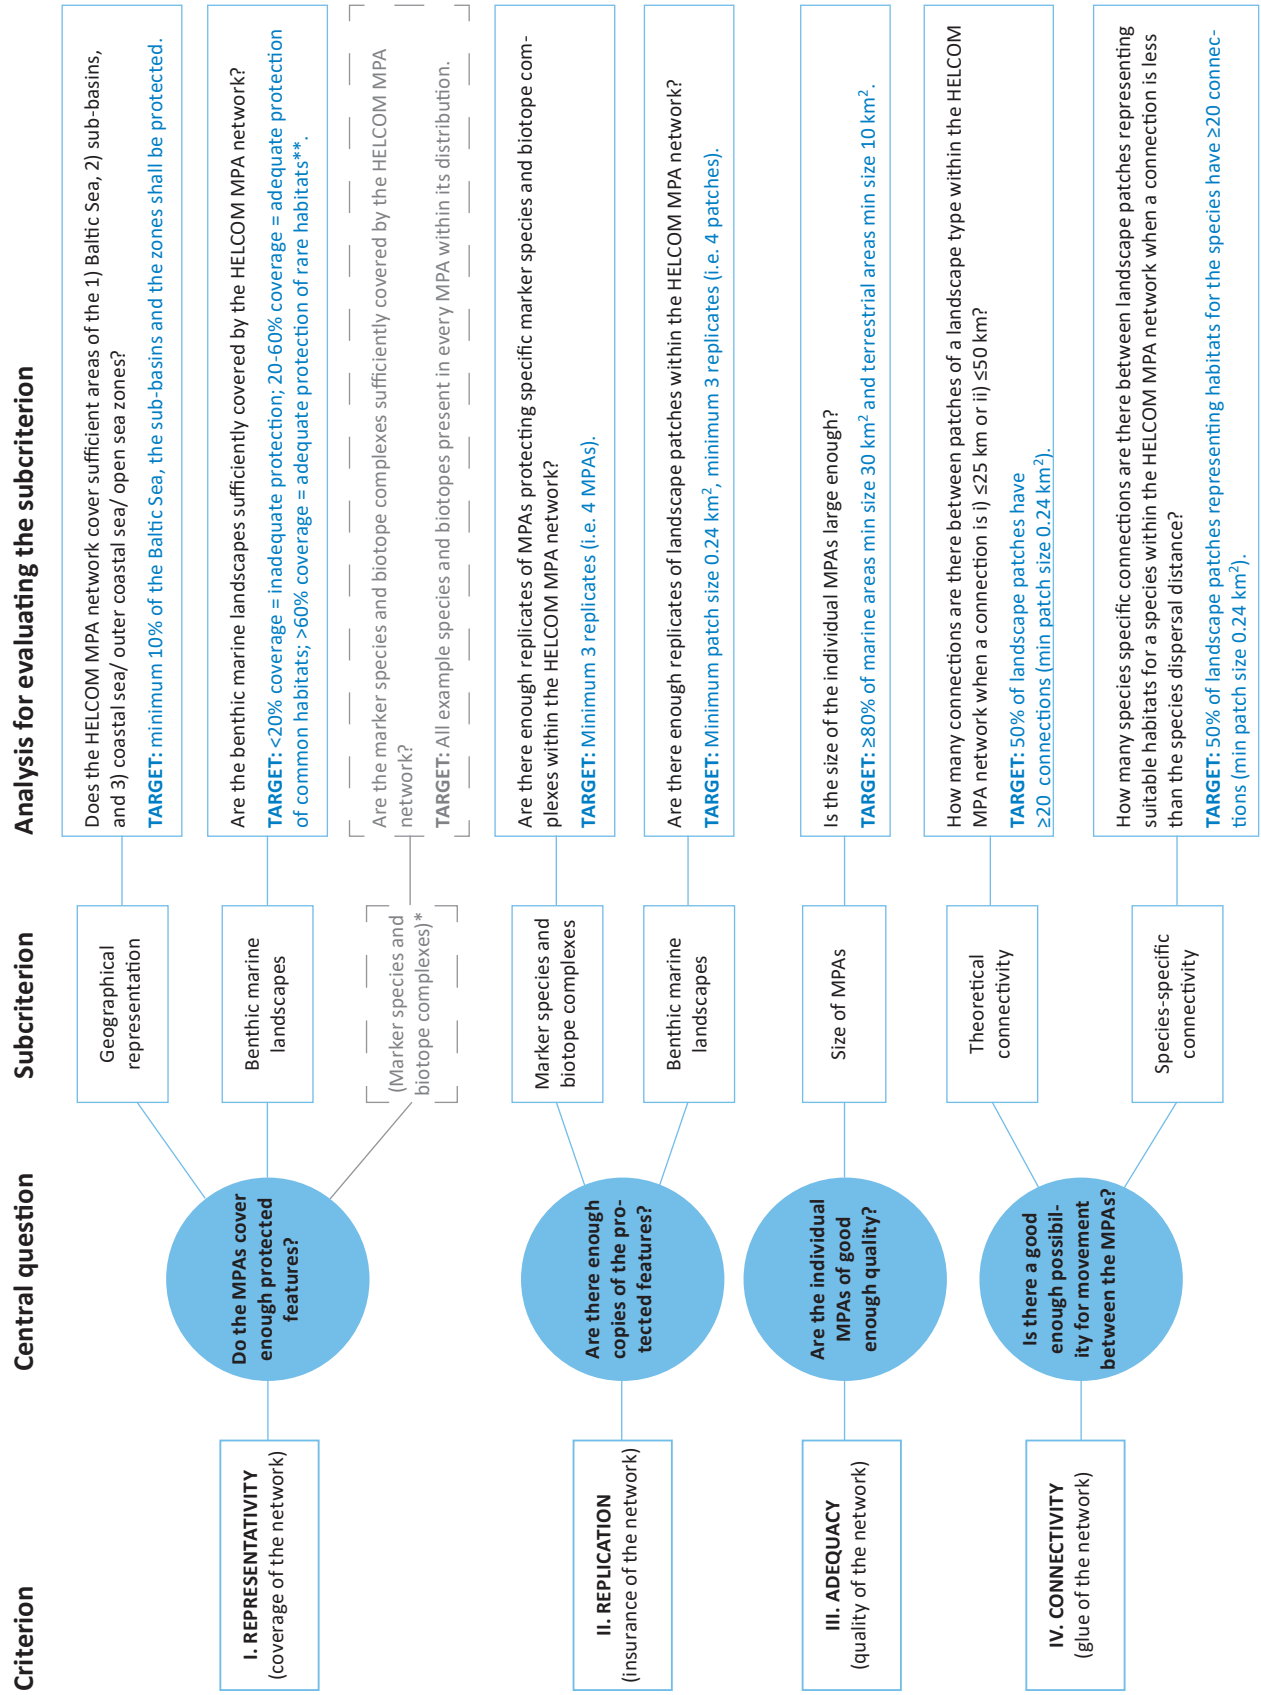 Criterion
Central question
Subcriterion
Analysis for evaluating the subcriterion
I. REPRESENTATIVITY
(coverage of the network)
Do the MPAs cover
enough protected
features?
Geographical
representation
Does the HELCOM MPA network cover sufficient areas of the 1) Baltic Sea, 2) sub-basins,
and 3) coastal sea/ outer coastal sea/ open sea zones?
TARGET: minimum 10% of the Baltic Sea, the sub-basins and the zones shall be protected.
Benthic marine
landscapes
Are the benthic marine landscapes sufficiently covered by the HELCOM MPA network?
TARGET: <20% coverage = inadequate protection; 20-60% coverage = adequate protection
of common habitats; >60% coverage = adequate protection of rare habitats**.
(Marker species and
biotope complexes)*
Are the marker species and biotope complexes sufficiently covered by the HELCOM MPA
network?
TARGET: All example species and biotopes present in every MPA within its distribution.
II. REPLICATION
(insurance of the network)
Are there enough
copies of the pro-
tected features?
Marker species and
biotope complexes
Are there enough replicates of MPAs protecting specific marker species and biotope com-
plexes within the HELCOM MPA network?
TARGET: Minimum 3 replicates (i.e. 4 MPAs).
Benthic marine
landscapes
Are there enough replicates of landscape patches within the HELCOM MPA network?
TARGET: Minimum patch size 0.24 km², minimum 3 replicates (i.e. 4 patches).
III. ADEQUACY
(quality of the network)
Are the individual
MPAs of good
enough quality?
Size of MPAs
Is the size of the individual MPAs large enough?
TARGET: ≥80% of marine areas min size 30 km² and terrestrial areas min size 10 km².
IV. CONNECTIVITY
(glue of the network)
Is there a good
enough possibil-
ity for movement
between the MPAs?
Theoretical
connectivity
How many connections are there between patches of a landscape type within the HELCOM
MPA network when a connection is i) ≤25 km or ii) ≤50 km?
TARGET: 50% of landscape patches have
≥20 connections (min patch size 0.24 km²).
Species-specific
connectivity
How many species specific connections are there between landscape patches representing
suitable habitats for a species within the HELCOM MPA network when a connection is less
than the species dispersal distance?
TARGET: 50% of landscape patches representing habitats for the species have ≥20 connec-
tions (min patch size 0.24 km²).